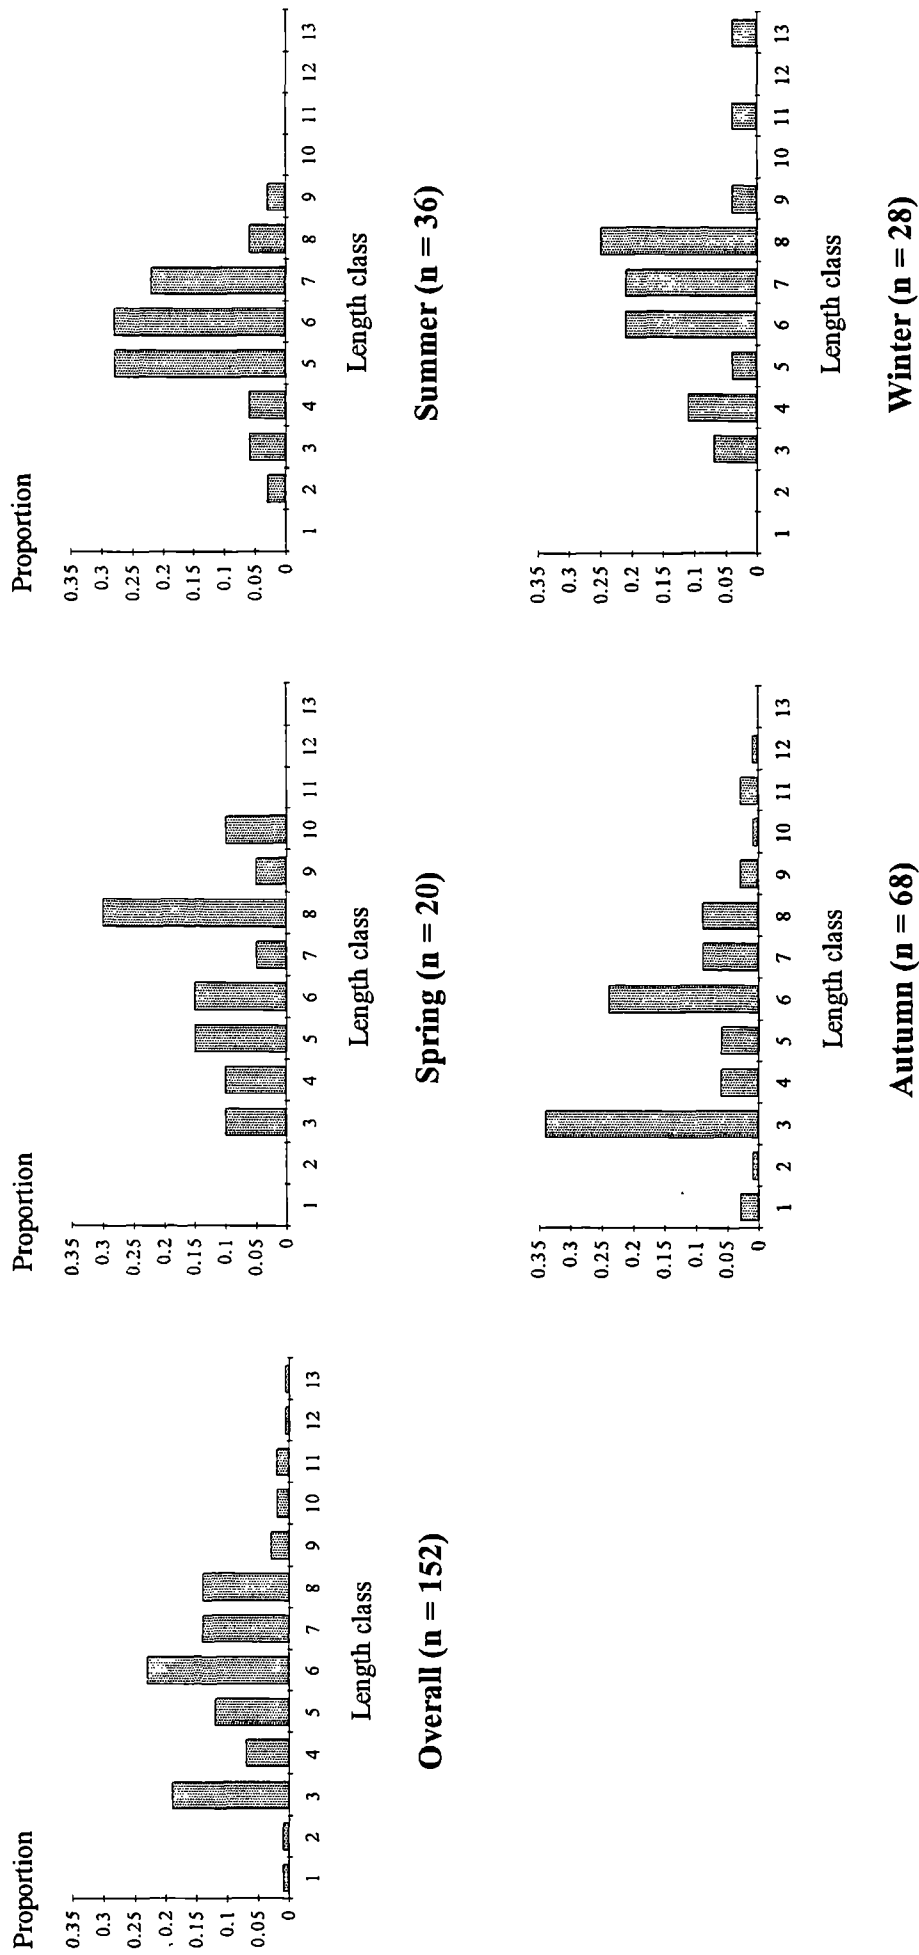 Proportion
0.35
0.3
0.25
0.2
0.15
0.1
0.05
0
1 2 3 4 5 6 7 8 9 10 11 12 13
Length class
Overall (n = 152)
Proportion
0.35
0.3
0.25
0.2
0.15
0.1
0.05
0
1 2 3 4 5 6 7 8 9 10 11 12 13
Length class
Spring (n = 20)
Proportion
0.35
0.3
0.25
0.2
0.15
0.1
0.05
0
1 2 3 4 5 6 7 8 9 10 11 12 13
Length class
Summer (n = 36)
0.35
0.3
0.25
0.2
0.15
0.1
0.05
0
1 2 3 4 5 6 7 8 9 10 11 12 13
Length class
Autumn (n = 68)
0.35
0.3
0.25
0.2
0.15
0.1
0.05
0
1 2 3 4 5 6 7 8 9 10 11 12 13
Length class
Winter (n = 28)